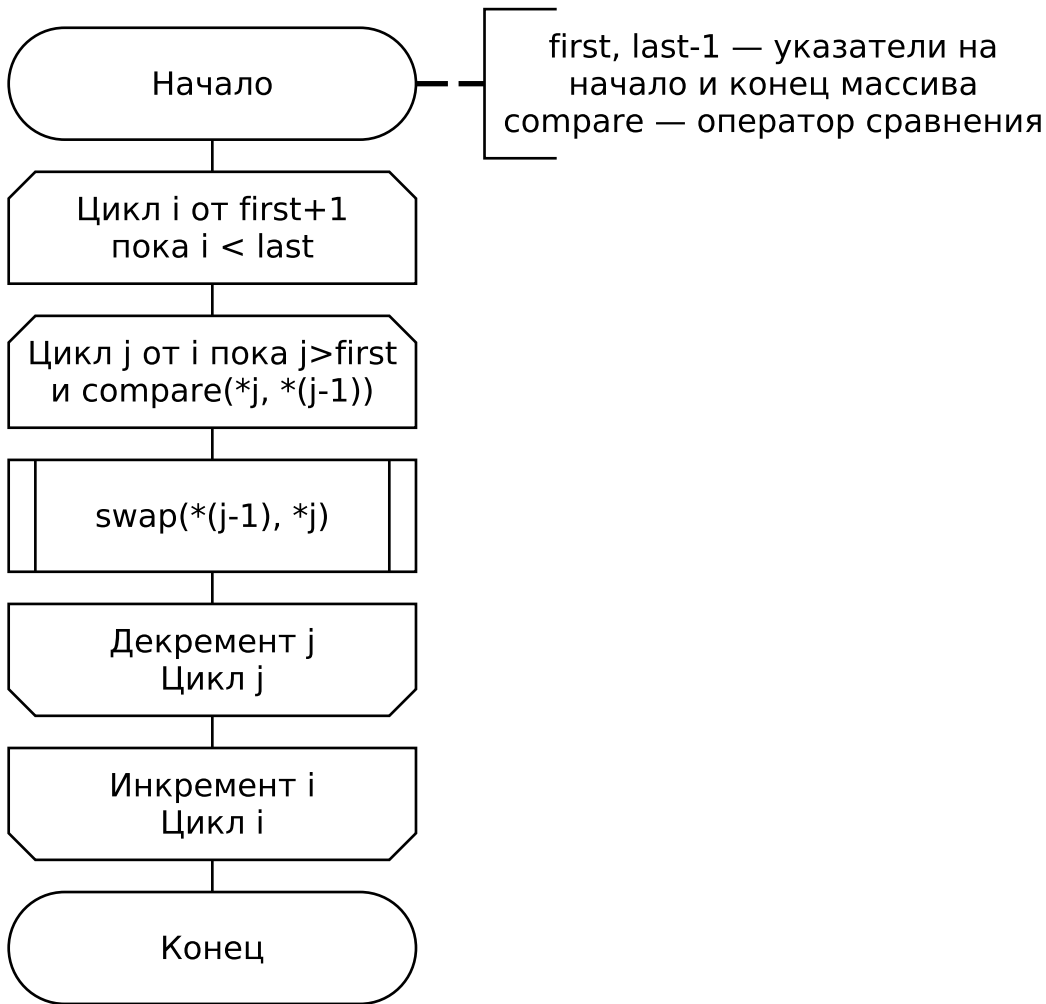 Начало
first, last-1 — указатели на
начало и конец массива
compare — оператор сравнения
Цикл i от first+1
пока i < last
Цикл j от i пока j>first
и compare(*j, *(j-1))
swap(*(j-1), *j)
Декремент j
Цикл j
Инкремент i
Цикл i
Конец